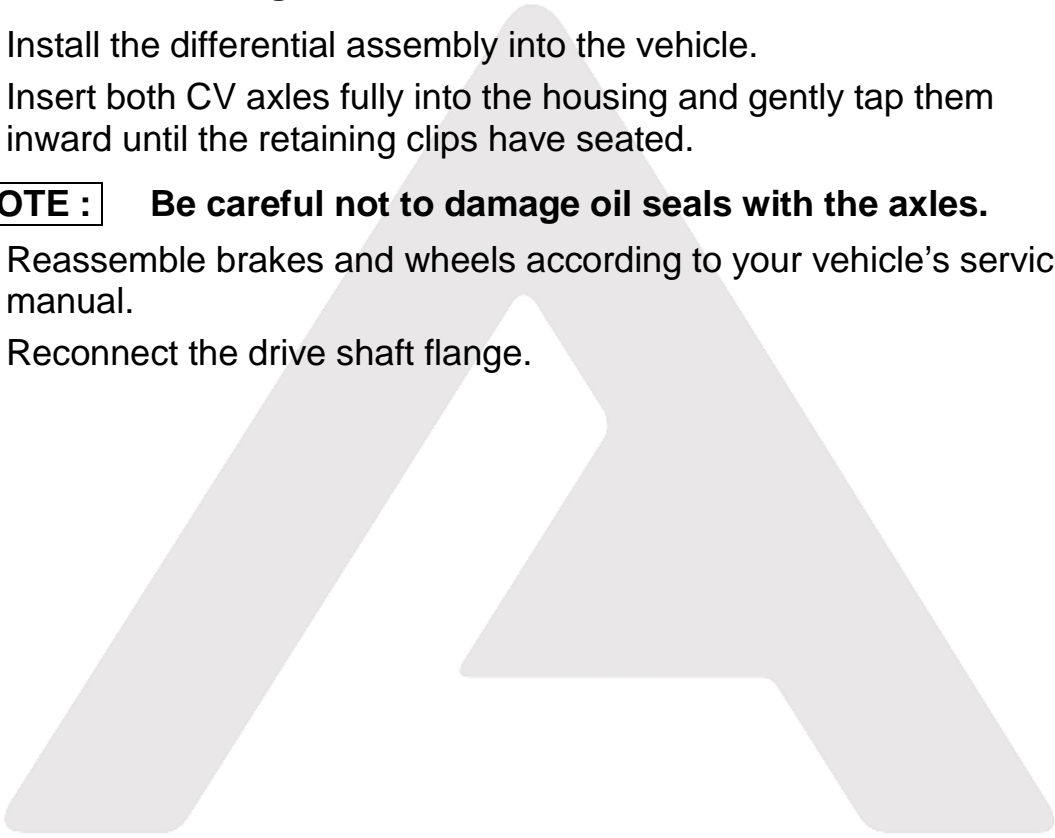 Install the differential assembly into the vehicle.
Insert both CV axles fully into the housing and gently tap them
inward until the retaining clips have seated.
OTE : Be careful not to damage oil seals with the axles.
Reassemble brakes and wheels according to your vehicle’s servic
manual.
Reconnect the drive shaft flange.